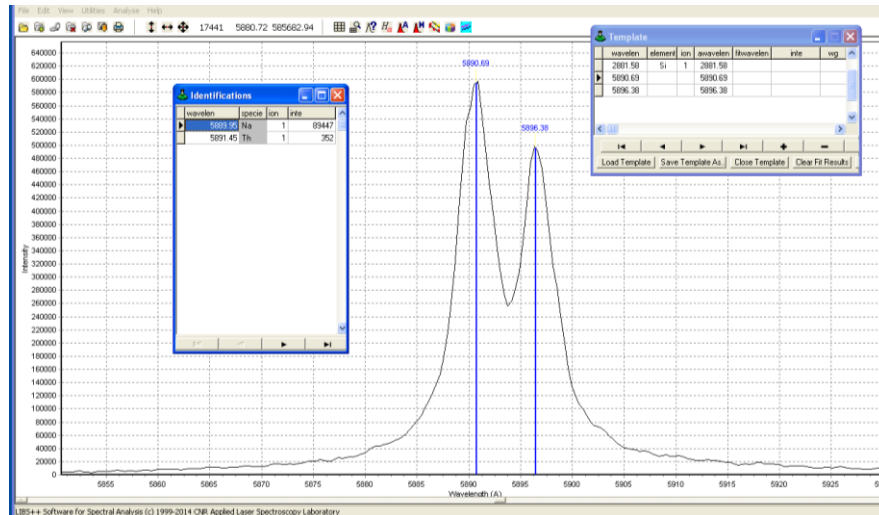 File Edit View Utilities Analyse Help
17441 5880.72 585682.94
Template
wavelen element ion awavelen fitwavelen inte wg
2881.58 Si 1 2881.58
5890.69 5890.69
5896.38 5896.38
Load Template Save Template As.. Close Template Clear Fit Results
Identifications
wavelen specie ion inte
5889.95 Na 1 89447
5891.45 Th 1 352
5890.69
5896.38
640000
620000
600000
580000
560000
540000
520000
500000
480000
460000
440000
420000
400000
380000
360000
340000
320000
300000
280000
260000
240000
220000
200000
180000
160000
140000
120000
100000
80000
60000
40000
20000
0
Intensity
5855 5860 5865 5870 5875 5880 5885 5890 5895 5900 5905 5910 5915 5920 5925
Wavelength (A)
LIBS++ Software for Spectral Analysis (c) 1999-2014 CNR Applied Laser Spectroscopy Laboratory